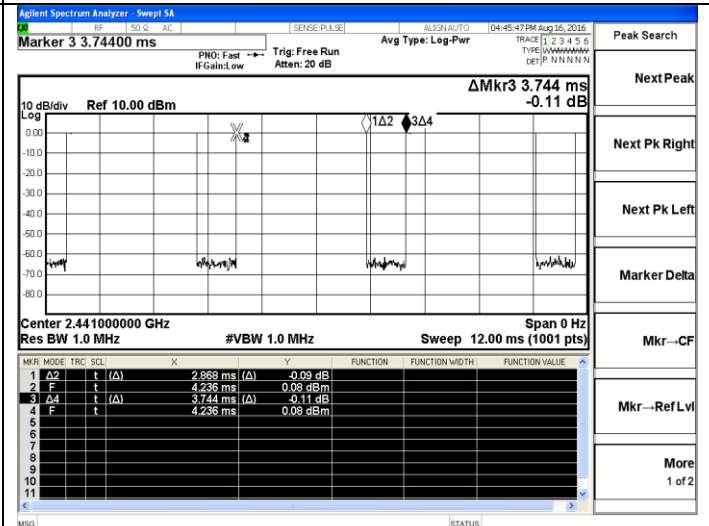 Agilent Spectrum Analyzer - Swept SA
RF 50 Ω AC SENSE:PULSE ALIGN AUTO 04:45:47 PM Aug 16, 2016
Marker 3 3.74400 ms
PNO: Fast
IFGain:Low
Trig: Free Run
Atten: 20 dB
Avg Type: Log-Pwr
TRACE 1 2 3 4 5 6
TYPE
DET P N N N N N
ΔMkr3 3.744 ms
-0.11 dB
10 dB/div Ref 10.00 dBm
Log
1Δ2 3Δ4
0.00
-10.0
-20.0
-30.0
-40.0
-50.0
-60.0
-70.0
-80.0
Center 2.441000000 GHz Span 0 Hz
Res BW 1.0 MHz #VBW 1.0 MHz Sweep 12.00 ms (1001 pts)
MKR MODE TRC SCL X Y FUNCTION FUNCTION WIDTH FUNCTION VALUE
1 Δ2 t (Δ) 2.868 ms (Δ) -0.09 dB
2 F t 4.236 ms 0.08 dBm
3 Δ4 t (Δ) 3.744 ms (Δ) -0.11 dB
4 F t 4.236 ms 0.08 dBm
5
6
7
8
9
10
11
MSG STATUS
Peak Search
Next Peak
Next Pk Right
Next Pk Left
Marker Delta
Mkr→CF
Mkr→Ref Lvl
More
1 of 2